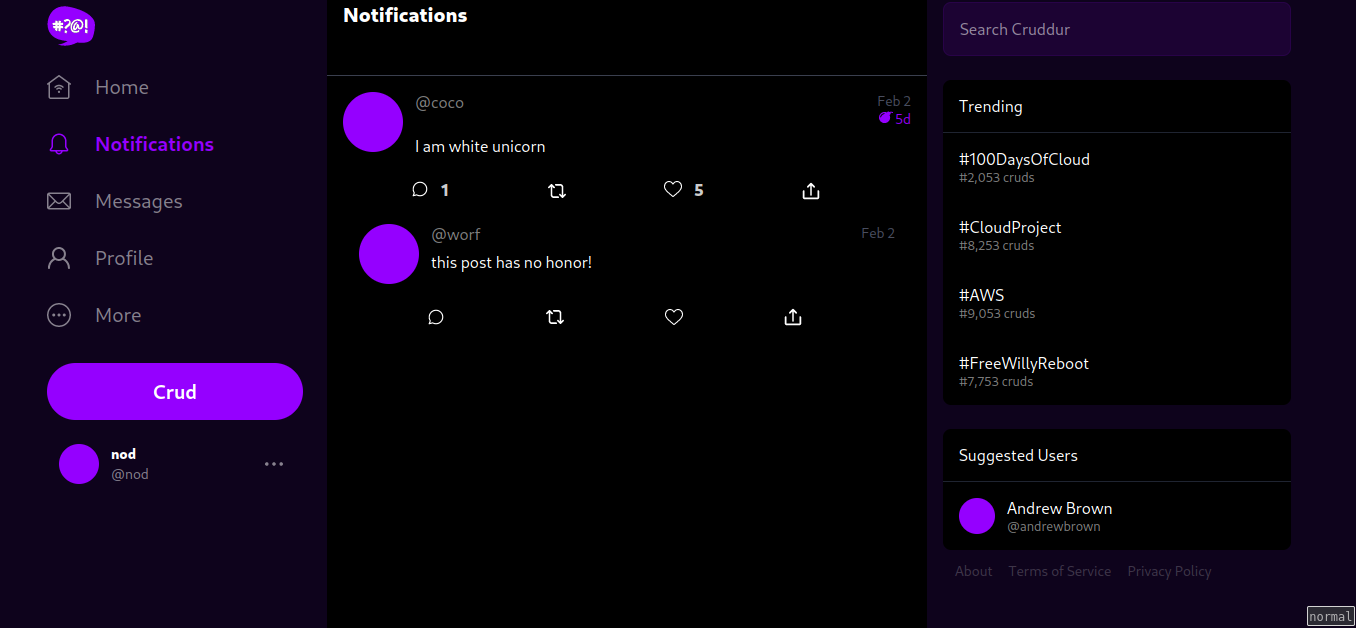 #?@!
Home
Notifications
Messages
Profile
More
Crud
nod
@nod
Notifications
@coco
Feb 2
5d
I am white unicorn
1
5
@worf
Feb 2
this post has no honor!
Search Cruddur
Trending
#100DaysOfCloud
#2,053 cruds
#CloudProject
#8,253 cruds
#AWS
#9,053 cruds
#FreeWillyReboot
#7,753 cruds
Suggested Users
Andrew Brown
@andrewbrown
About Terms of Service Privacy Policy
normal